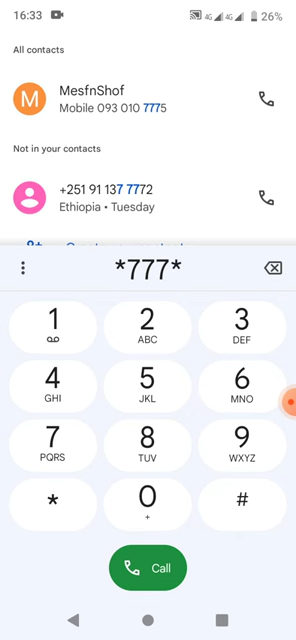 16:33
4G 4G 26%
All contacts
M
MesfnShof
Mobile 093 010 7775
Not in your contacts
+251 91 137 7772
Ethiopia • Tuesday
*777*
1 2 3
ABC DEF
4 5 6
GHI JKL MNO
7 8 9
PQRS TUV WXYZ
* 0 #
+
Call